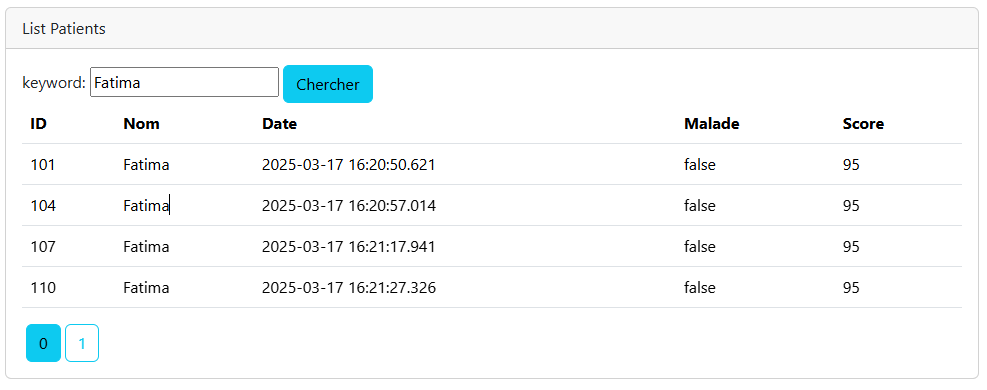 List Patients
keyword: Fatima Chercher
ID Nom Date Malade Score
101 Fatima 2025-03-17 16:20:50.621 false 95
104 Fatima 2025-03-17 16:20:57.014 false 95
107 Fatima 2025-03-17 16:21:17.941 false 95
110 Fatima 2025-03-17 16:21:27.326 false 95
0 1